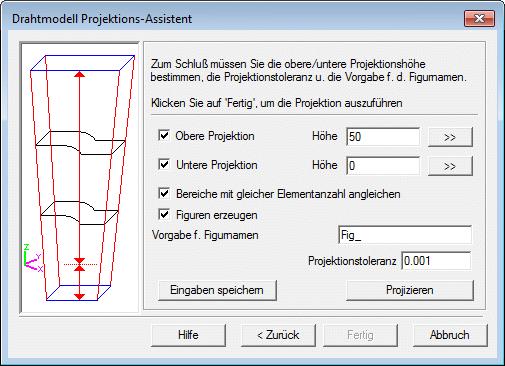 Drahtmodell Projektions-Assistent
Zum Schluß müssen Sie die obere/untere Projektionshöhe
bestimmen, die Projektionstoleranz u. die Vorgabe f. d. Figurnamen.
Klicken Sie auf 'Fertig', um die Projektion auszuführen
Obere Projektion Höhe 50 >>
Untere Projektion Höhe 0 >>
Bereiche mit gleicher Elementanzahl angleichen
Figuren erzeugen
Vorgabe f. Figurnamen Fig_
Projektionstoleranz 0.001
Z
Y
X
Eingaben speichern Projizieren
Hilfe < Zurück Fertig Abbruch